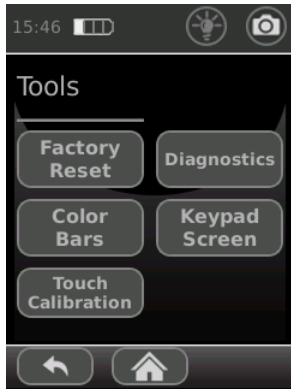 15:46
Tools
Factory
Reset
Diagnostics
Color
Bars
Keypad
Screen
Touch
Calibration